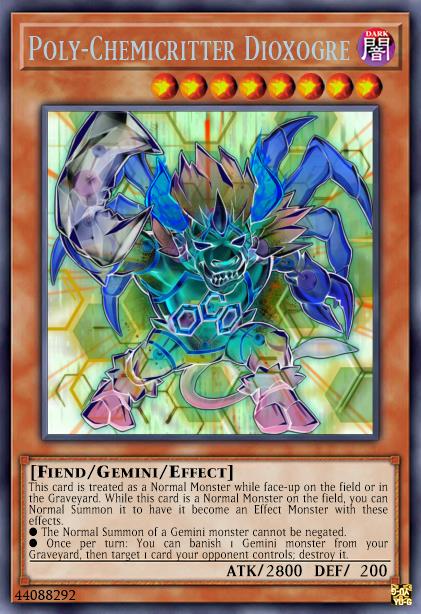 POLY-CHEMICRITTER DIOXOGRE
DARK
闇
[FIEND/GEMINI/EFFECT]
This card is treated as a Normal Monster while face-up on the field or in
the Graveyard. While this card is a Normal Monster on the field, you can
Normal Summon it to have it become an Effect Monster with these
effects.
● The Normal Summon of a Gemini monster cannot be negated.
● Once per turn: You can banish 1 Gemini monster from your
Graveyard, then target 1 card your opponent controls; destroy it.
ATK/2800 DEF/ 200
44088292